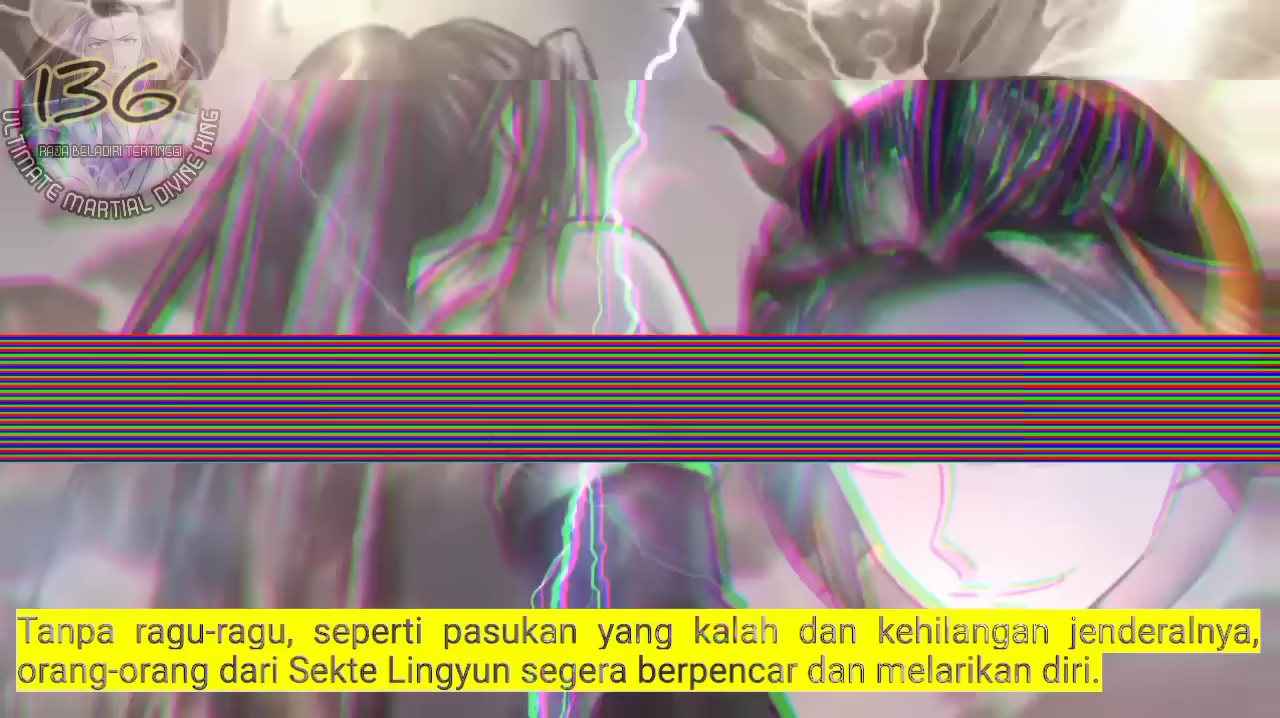 136
RAJA BELADIRI TERTINGGI
ULTIMATE MARTIAL DIVINE KING
Tanpa ragu-ragu, seperti pasukan yang kalah dan kehilangan jenderalnya,
orang-orang dari Sekte Lingyun segera berpencar dan melarikan diri.